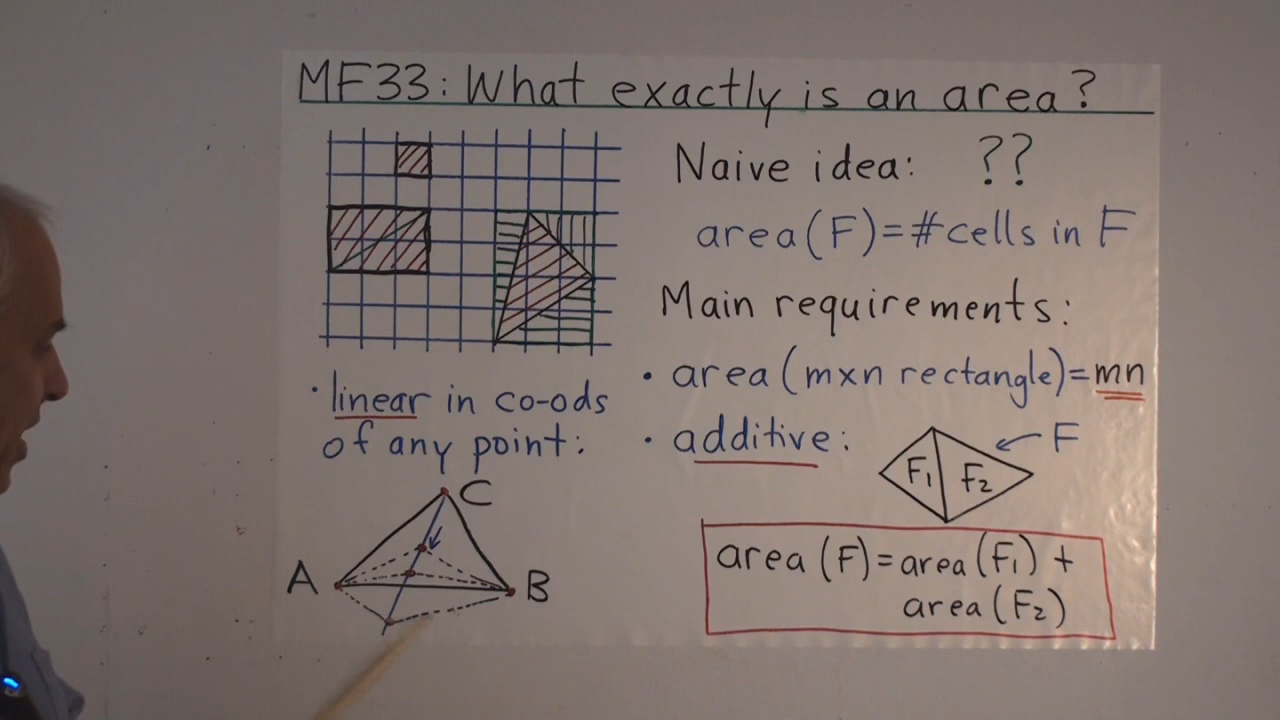 MF33: What exactly is an area?
Naive idea: ??
area(F)=#cells in F
Main requirements:
• area (mxn rectangle)=mn
• additive:
F
F1
F2
area (F)=area(F1)+
area(F2)
• linear in co-ods
of any point:
C
A
B